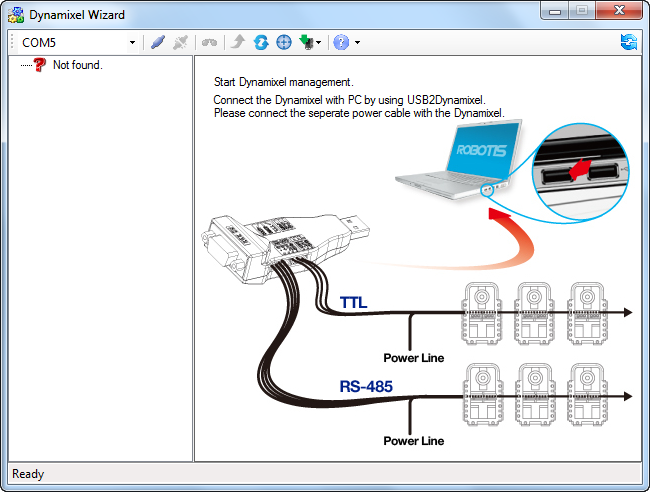 Dynamixel Wizard
COM5
Not found.
Start Dynamixel management.
Connect the Dynamixel with PC by using USB2Dynamixel.
Please connect the seperate power cable with the Dynamixel.
ROBOTIS
TTL
Power Line
RS-485
Power Line
Ready